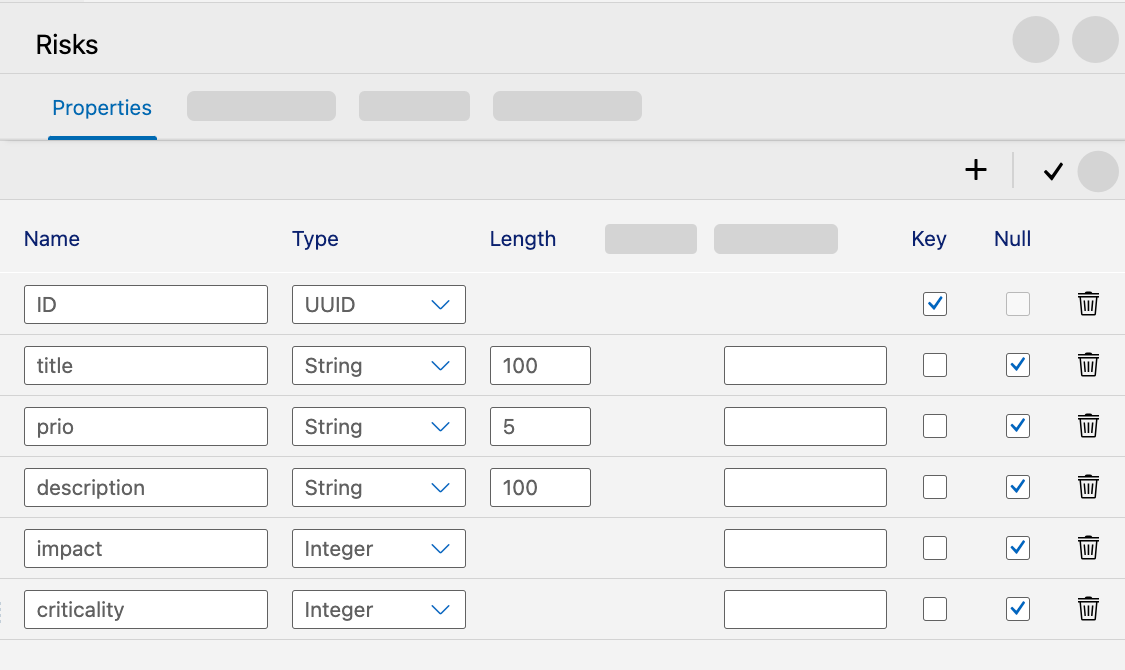 Risks
Properties
Name Type Length Key Null
ID UUID
title String 100
prio String 5
description String 100
impact Integer
criticality Integer